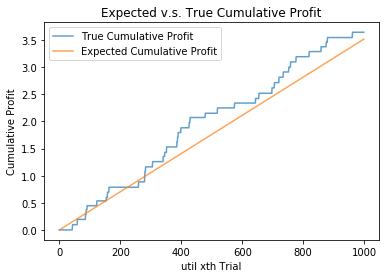 Expected v.s. True Cumulative Profit
True Cumulative Profit
Expected Cumulative Profit
Cumulative Profit
3.5
3.0
2.5
2.0
1.5
1.0
0.5
0.0
0 200 400 600 800 1000
util xth Trial